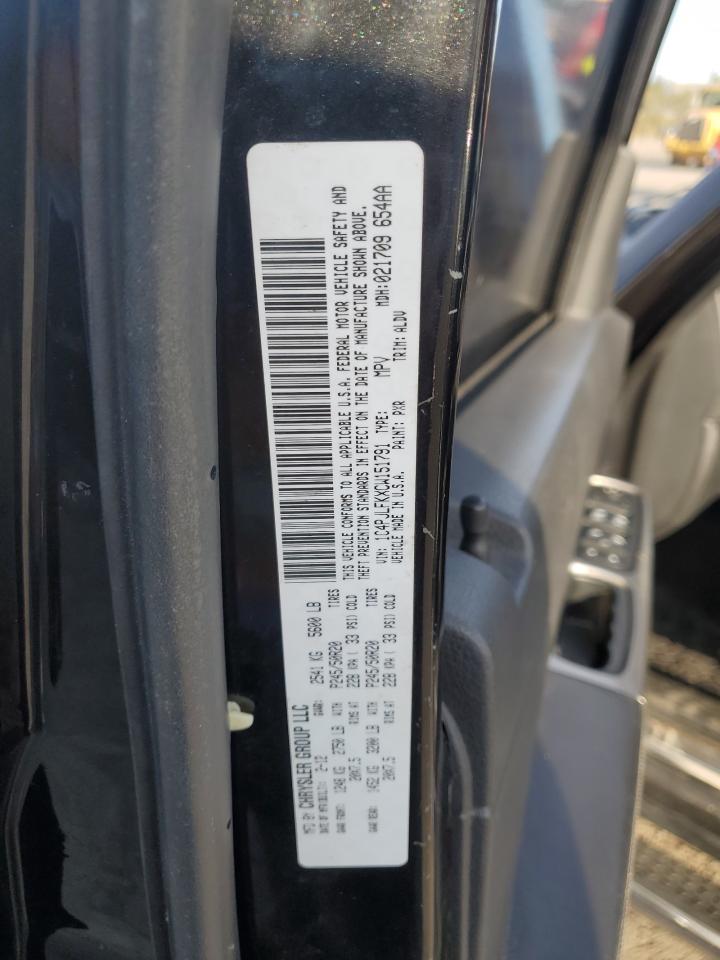 MFD BY: CHRYSLER GROUP LLC
DATE OF MFR: 2-12 GVWR: 2541 KG 5600 LB
GAWR FRONT: 1248 KG 2750 LB WITH P245/50R20 TIRES
20X7.5 RIMS AT 228 KPA ( 33 PSI) COLD
GAWR REAR: 1452 KG 3200 LB WITH P245/50R20 TIRES
20X7.5 RIMS AT 228 KPA ( 33 PSI) COLD
THIS VEHICLE CONFORMS TO ALL APPLICABLE U.S.A. FEDERAL MOTOR VEHICLE SAFETY AND
THEFT PREVENTION STANDARDS IN EFFECT ON THE DATE OF MANUFACTURE SHOWN ABOVE.
VIN: 1C4PJLFKXCW151791 TYPE: MPV MDH:021709 654AA
VEHICLE MADE IN U.S.A. PAINT: PXR TRIM: ALDV